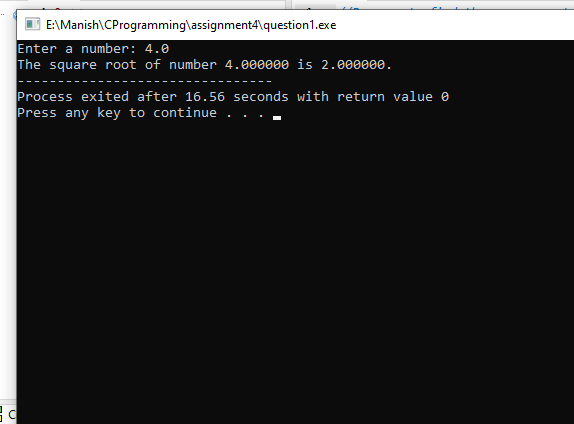 E:\Manish\CProgramming\assignment4\question1.exe
Enter a number: 4.0
The square root of number 4.000000 is 2.000000.
--------------------------------
Process exited after 16.56 seconds with return value 0
Press any key to continue . . .
C